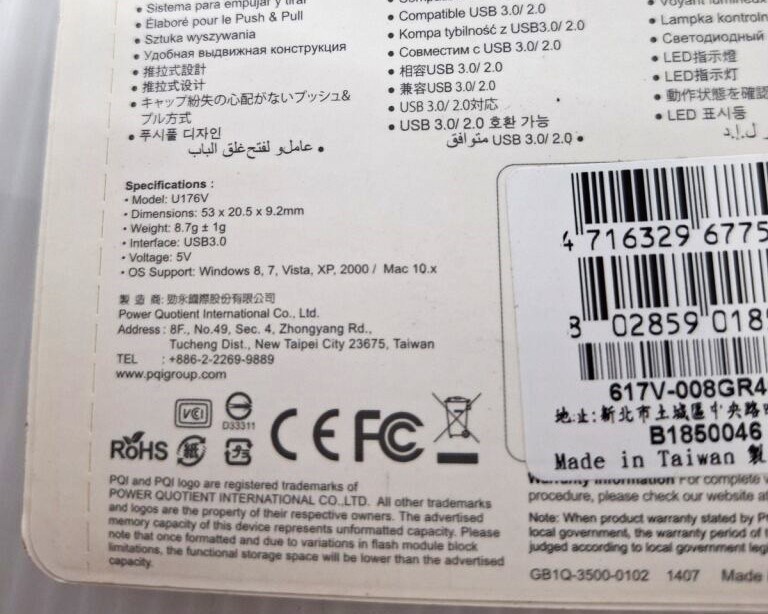 Sistema para empujar y tirar
• Élaboré pour le Push & Pull
• Sztuka wyszywania
• Удобная выдвижная конструкция
• 推拉式設計
• 推拉式设计
• キャップ紛失の心配がないプッシュ&
プル方式
• 푸시풀 디자인
• عامل لفتح غلق الباب
• Compatible USB 3.0/ 2.0
• Kompa tybilność z USB3.0/ 2.0
• Совместим с USB 3.0/ 2.0
• 相容USB 3.0/ 2.0
• 兼容USB 3.0/ 2.0
• USB 3.0/ 2.0対応
• USB 3.0/ 2.0 호환 가능
• متوافق USB 3.0/ 2.0
• Voyant lumineux
• Lampka
• Светодиодный
• LED指示燈
• LED指示灯
• 動作状態を確認
• LED 표시등
Specifications :
• Model: U176V
• Dimensions: 53 x 20.5 x 9.2mm
• Weight: 8.7g ± 1g
• Interface: USB3.0
• Voltage: 5V
• OS Support: Windows 8, 7, Vista, XP, 2000 / Mac 10.x
製 造 商: 勁永國際股份有限公司
Power Quotient International Co., Ltd.
Address : 8F., No.49, Sec. 4, Zhongyang Rd.,
Tucheng Dist., New Taipei City 23675, Taiwan
TEL : +886-2-2269-9889
www.pqigroup.com
VCI
D33311
CE FC
RoHS 紙 プラ
PQI and PQI logo are registered trademarks of
POWER QUOTIENT INTERNATIONAL CO.,LTD. All other trademarks
and logos are the property of their respective owners. The advertised
memory capacity of this device represents unformatted capacity. Please
note that once formatted and due to variations in flash module block
limitations, the functional storage space will be lower than the advertised
capacity.
4 716329 6775
8 02859 018
617V-008GR4
地址:新北市土城區中央路
B1850046
Made in Taiwan 製
Warranty Information For complete
procedure, please check our website at
Note: When product warranty stated by
local government, the warranty period of
judged according to local government
GB1Q-3500-0102 1407 Made